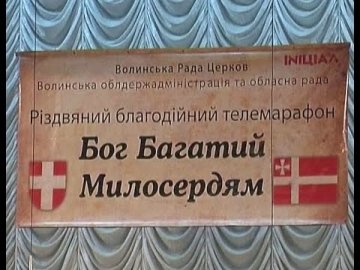 ІНІЦІАЛ
Волинська Рада Церков
Волинська облдержадміністрація та обласна рада
Різдвяний благодійний телемарафон
Бог Багатий
Милосердям